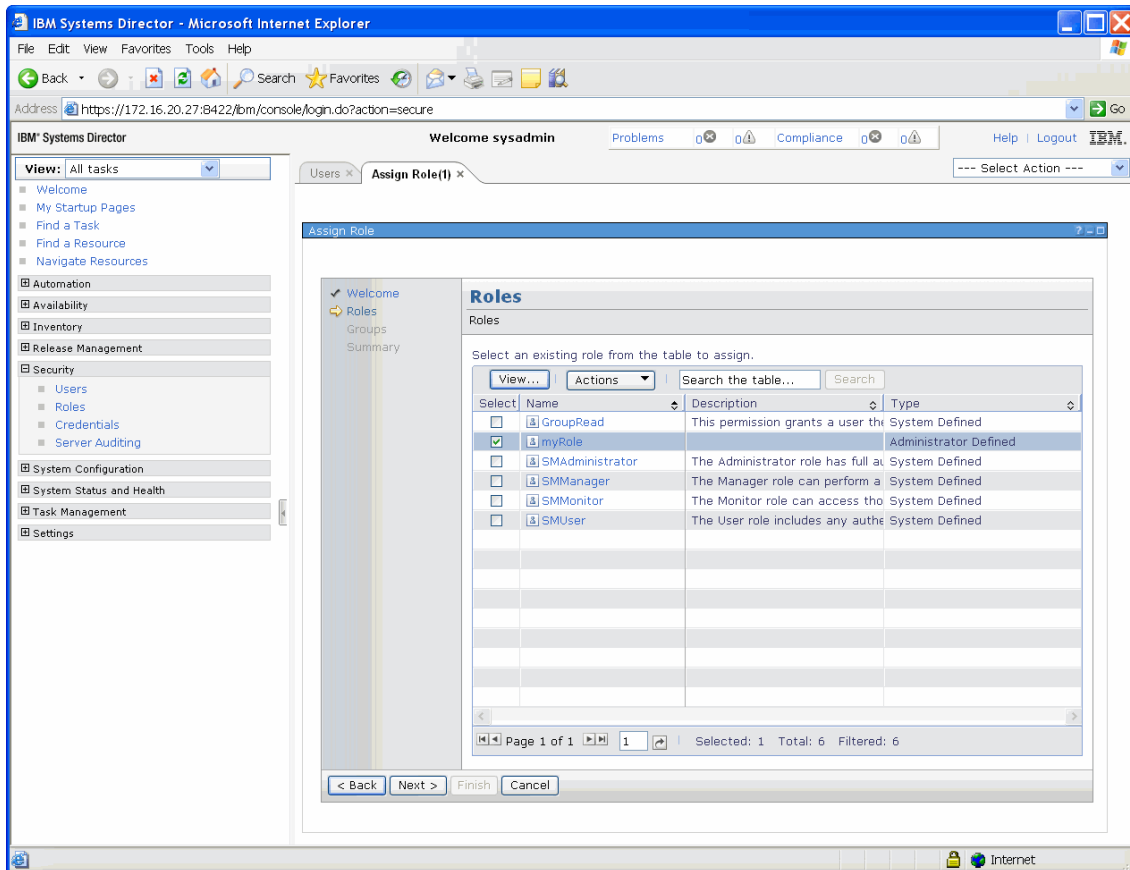 IBM Systems Director - Microsoft Internet Explorer
File Edit View Favorites Tools Help
Back Search Favorites
Address https://172.16.20.27:8422/ibm/console/login.do?action=secure Go
IBM® Systems Director Welcome sysadmin Problems 0 0 Compliance 0 0 Help | Logout IBM.
View: All tasks
Users × Assign Role(1) × --- Select Action ---
Welcome
My Startup Pages
Find a Task
Find a Resource
Navigate Resources
Automation
Availability
Inventory
Release Management
Security
Users
Roles
Credentials
Server Auditing
System Configuration
System Status and Health
Task Management
Settings
Assign Role ?
Welcome
Roles
Groups
Summary
Roles
Roles
Select an existing role from the table to assign.
View... Actions Search the table... Search
Select Name Description Type
GroupRead This permission grants a user the System Defined
myRole Administrator Defined
SMAdministrator The Administrator role has full au System Defined
SMManager The Manager role can perform a System Defined
SMMonitor The Monitor role can access tho System Defined
SMUser The User role includes any authe System Defined
Page 1 of 1 1 Selected: 1 Total: 6 Filtered: 6
< Back Next > Finish Cancel
Internet